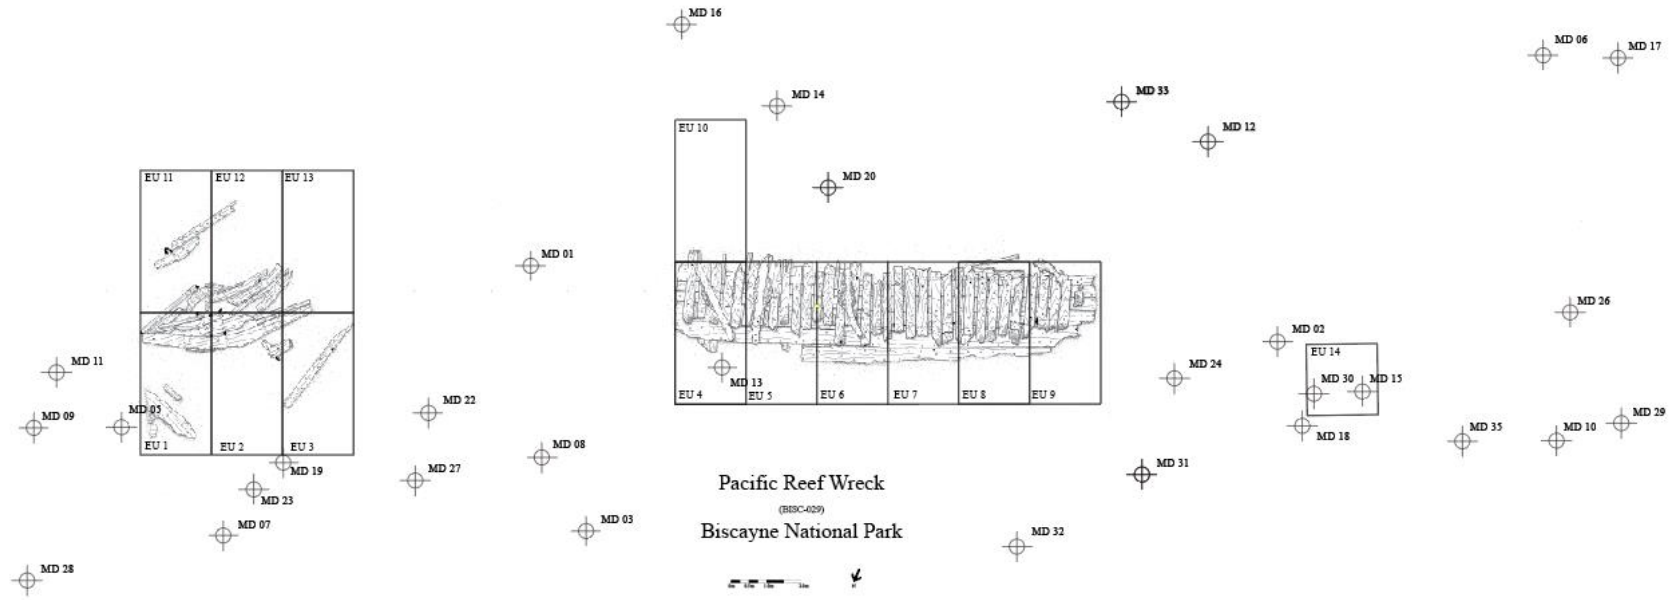 MD 16
MD 06
MD 17
MD 14
MD 33
EU 10
MD 12
EU 11
EU 12
EU 13
MD 20
MD 01
MD 26
MD 02
EU 14
MD 11
MD 13
MD 24
MD 30
MD 15
EU 4
EU 5
EU 6
EU 7
EU 8
EU 9
MD 09
MD 05
MD 22
MD 29
EU 1
EU 2
EU 3
MD 18
MD 35
MD 10
MD 08
MD 19
MD 27
MD 31
MD 23
Pacific Reef Wreck
(BISC-029)
MD 07
MD 03
Biscayne National Park
MD 32
MD 28